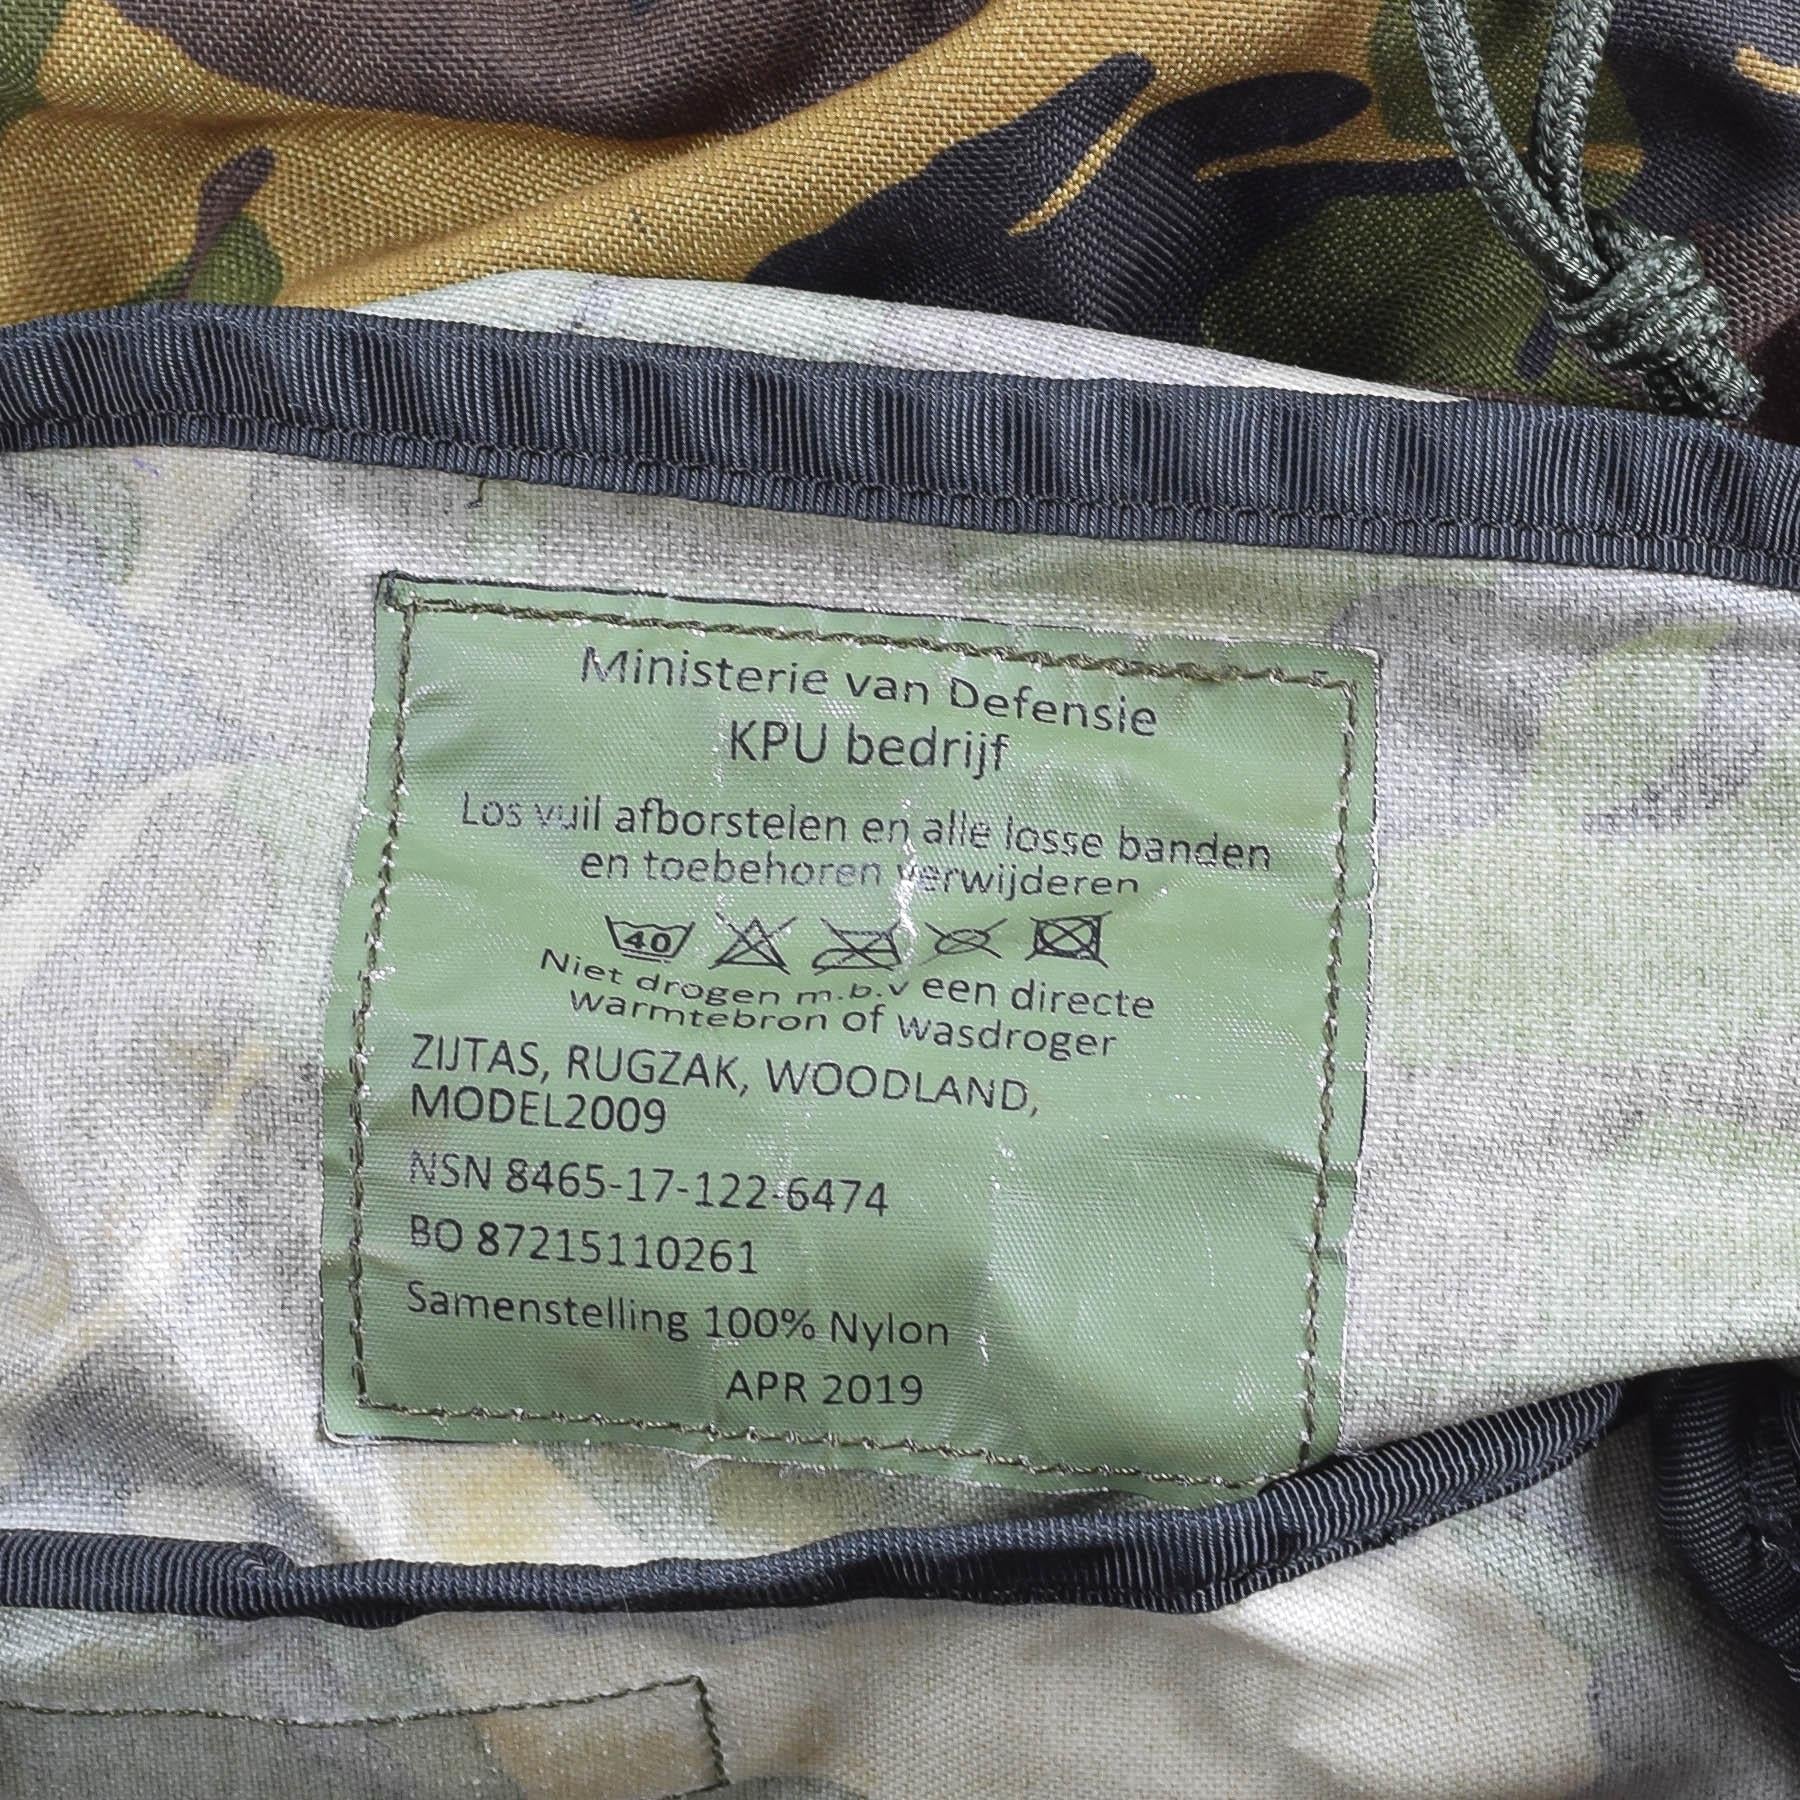 Ministerie van Defensie
KPU bedrijf
Los vuil afborstelen en alle losse banden
en toebehoren verwijderen
40
Niet drogen m.b.v een directe
warmtebron of wasdroger
ZIJTAS, RUGZAK, WOODLAND,
MODEL2009
NSN 8465-17-122-6474
BO 87215110261
Samenstelling 100% Nylon
APR 2019